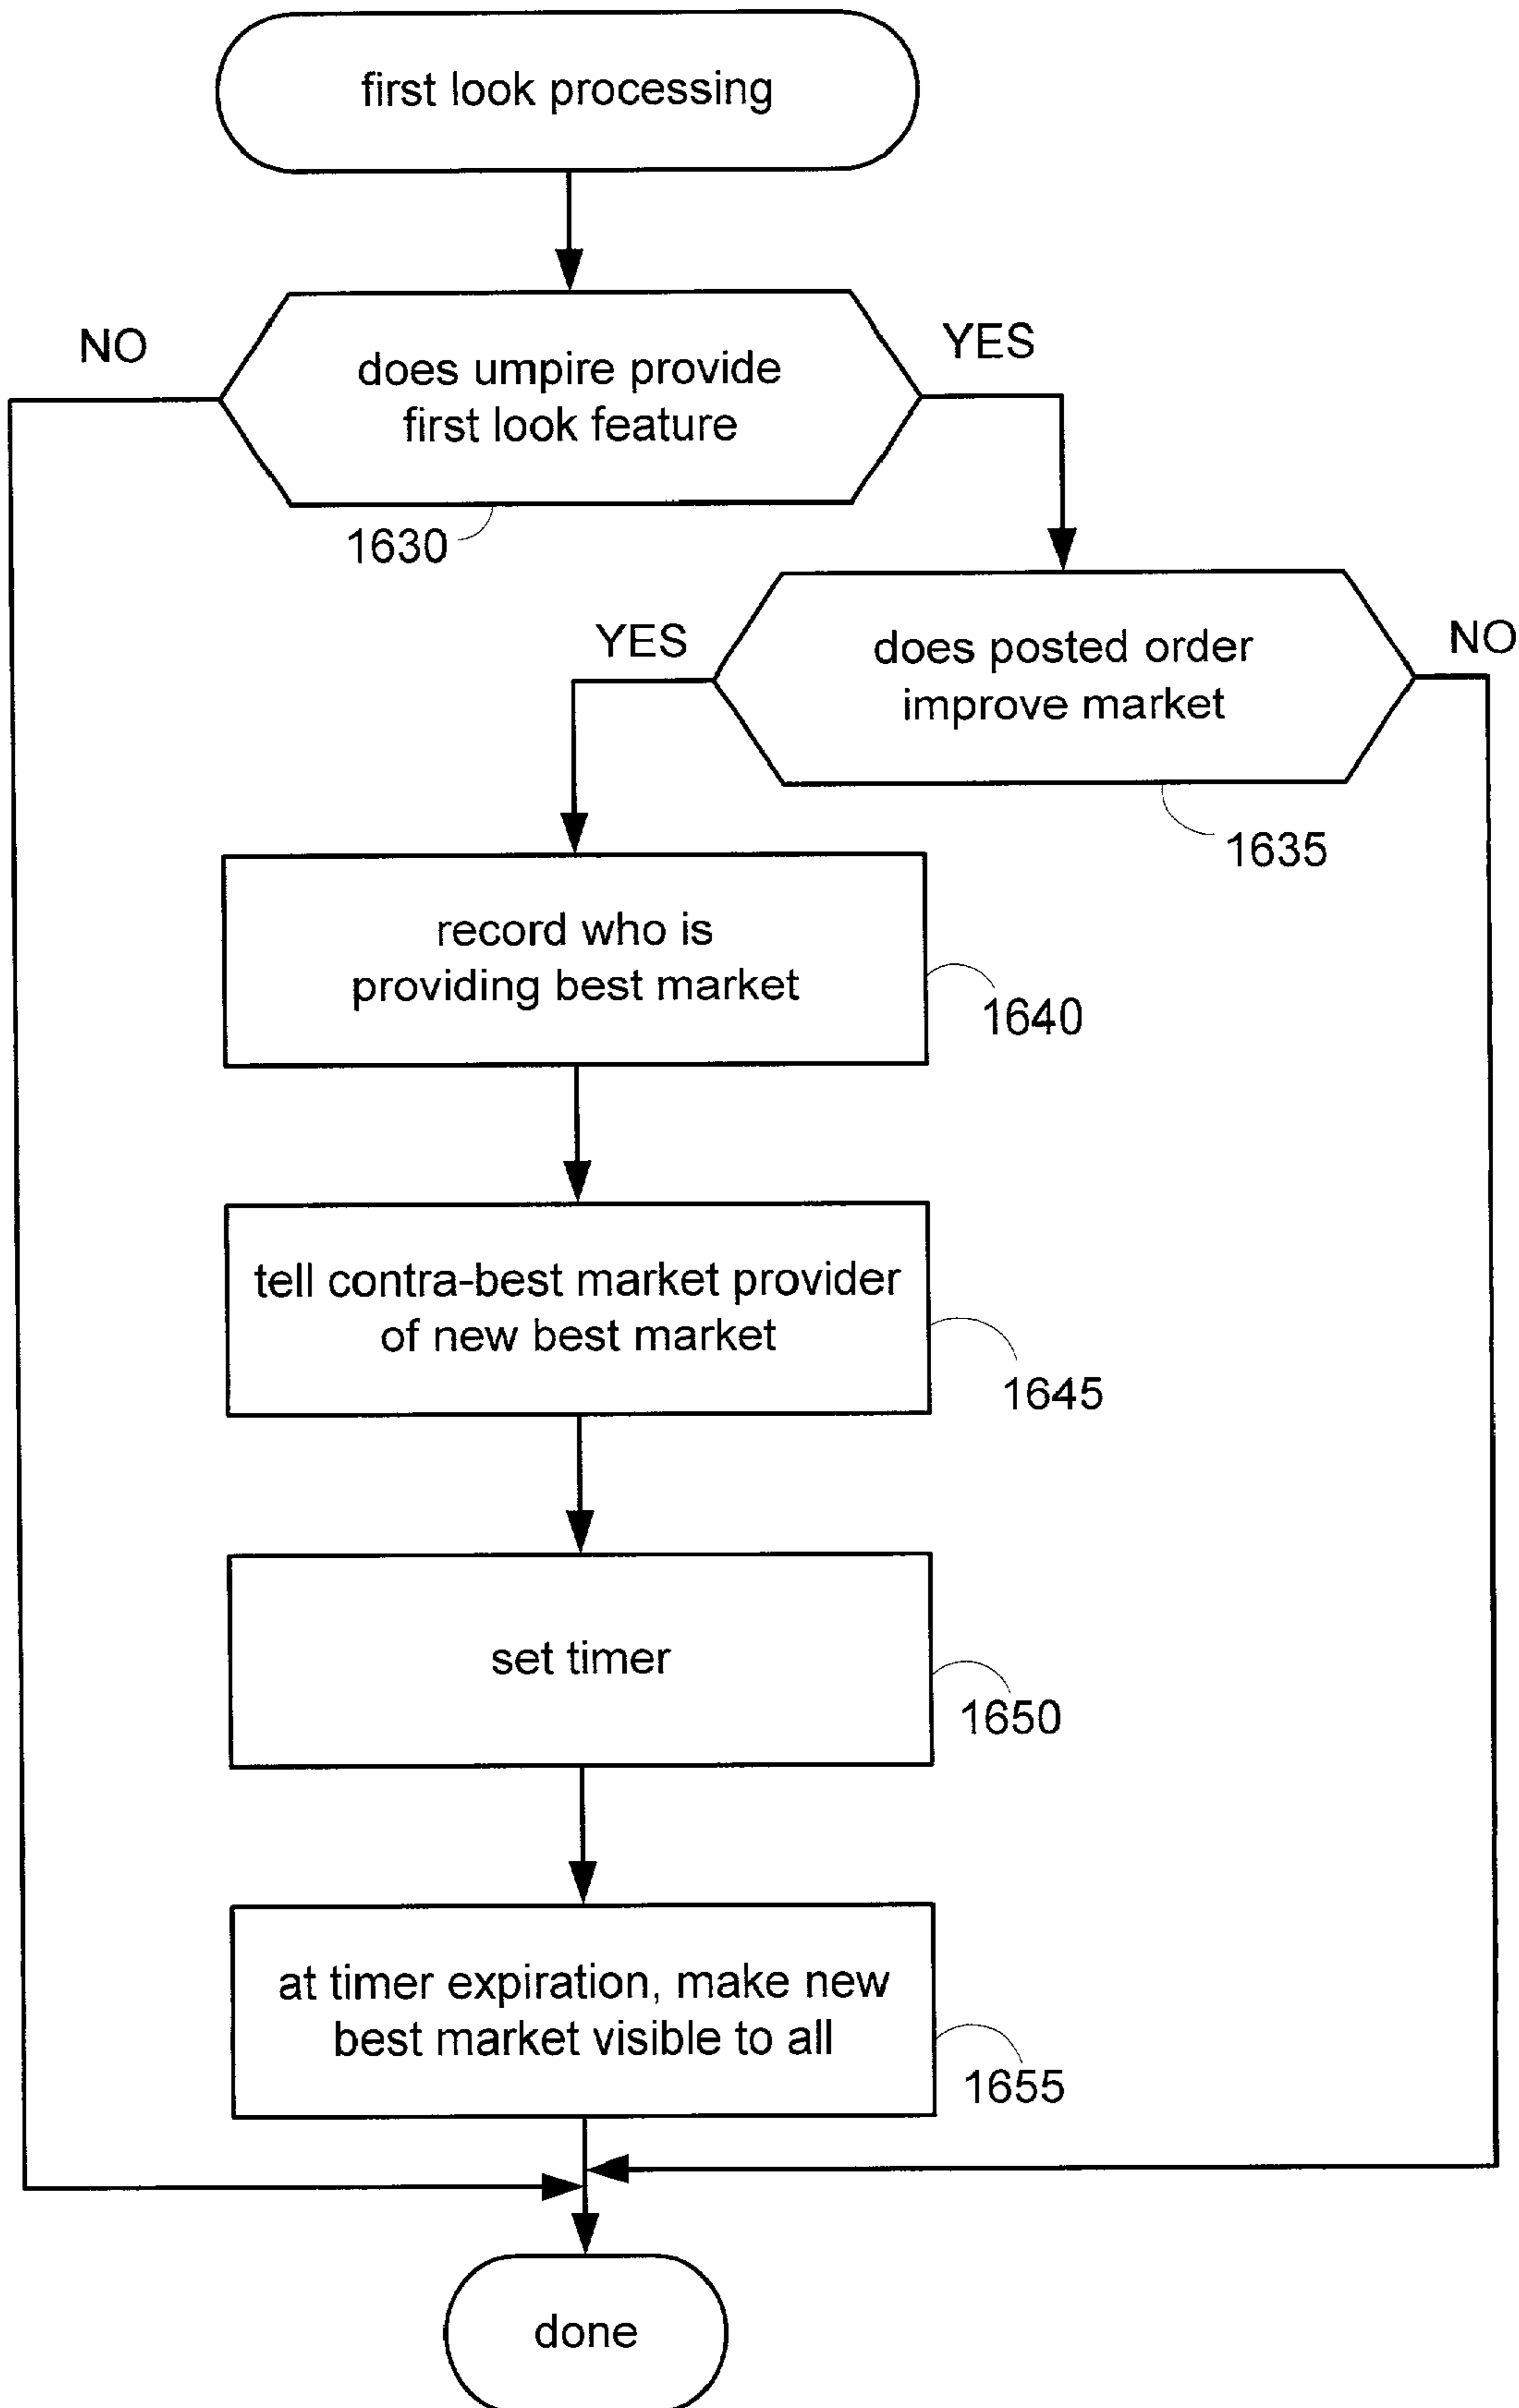 first look processing
NO
YES
does umpire provide
first look feature
1630
YES
NO
does posted order
improve market
1635
record who is
providing best market
1640
tell contra-best market provider
of new best market
1645
set timer
1650
at timer expiration, make new
best market visible to all
1655
done